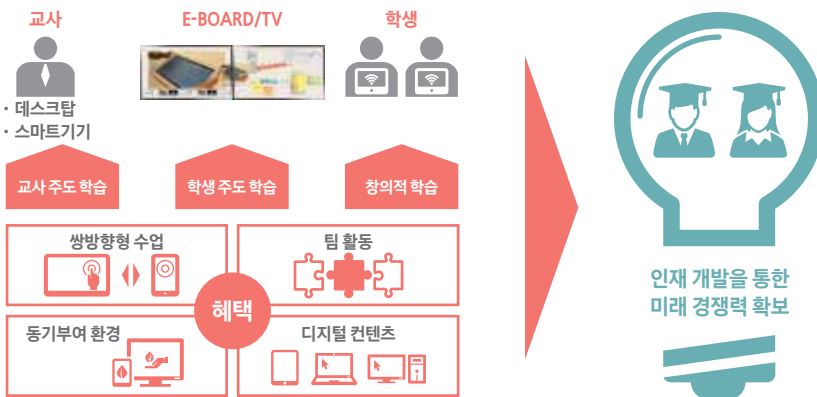 교사
E-BOARD/TV
학생
· 데스크탑
· 스마트기기
교사 주도 학습
학생 주도 학습
창의적 학습
쌍방향형 수업
팀 활동
혜택
동기부여 환경
디지털 컨텐츠
인재 개발을 통한
미래 경쟁력 확보